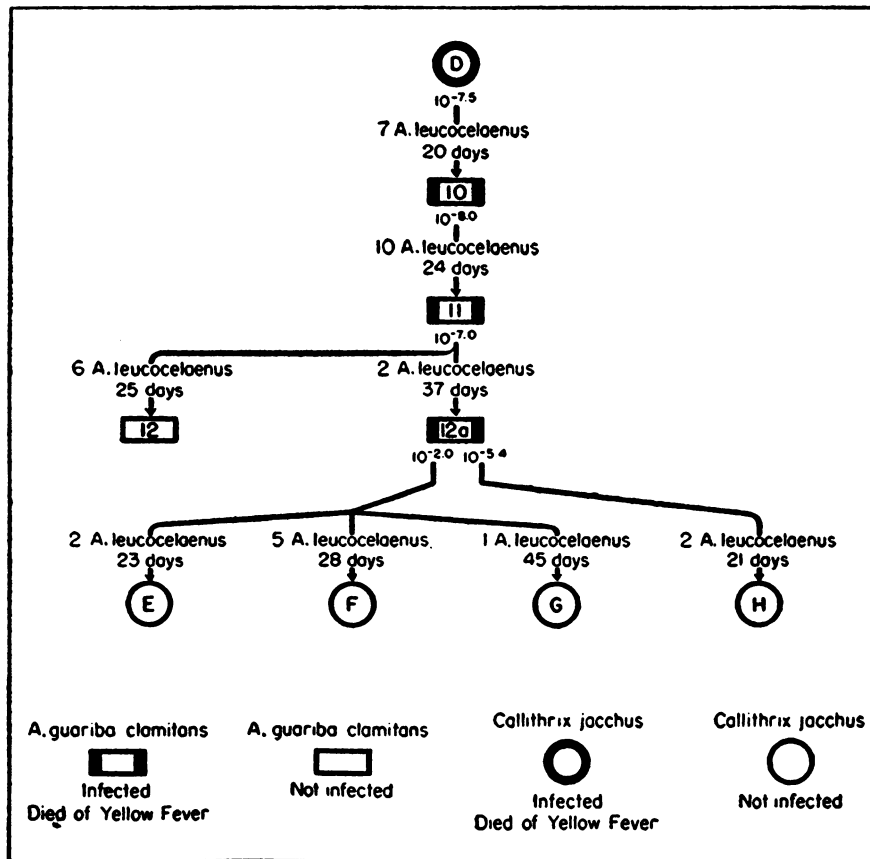 D
10-7.5
7 A. leucocelaenus
20 days
10
10-8.0
10 A. leucocelaenus
24 days
11
10-7.0
6 A. leucocelaenus
25 days
2 A. leucocelaenus
37 days
12
12a
10-2.0 10-5.4
2 A. leucocelaenus
23 days
5 A. leucocelaenus.
28 days
1 A. leucocelaenus
45 days
2 A. leucocelaenus
21 days
E
F
G
H
A. guariba clamitans
Infected
Died of Yellow Fever
A. guariba clamitans
Not infected
Callithrix jacchus
Infected
Died of Yellow Fever
Callithrix jacchus
Not infected